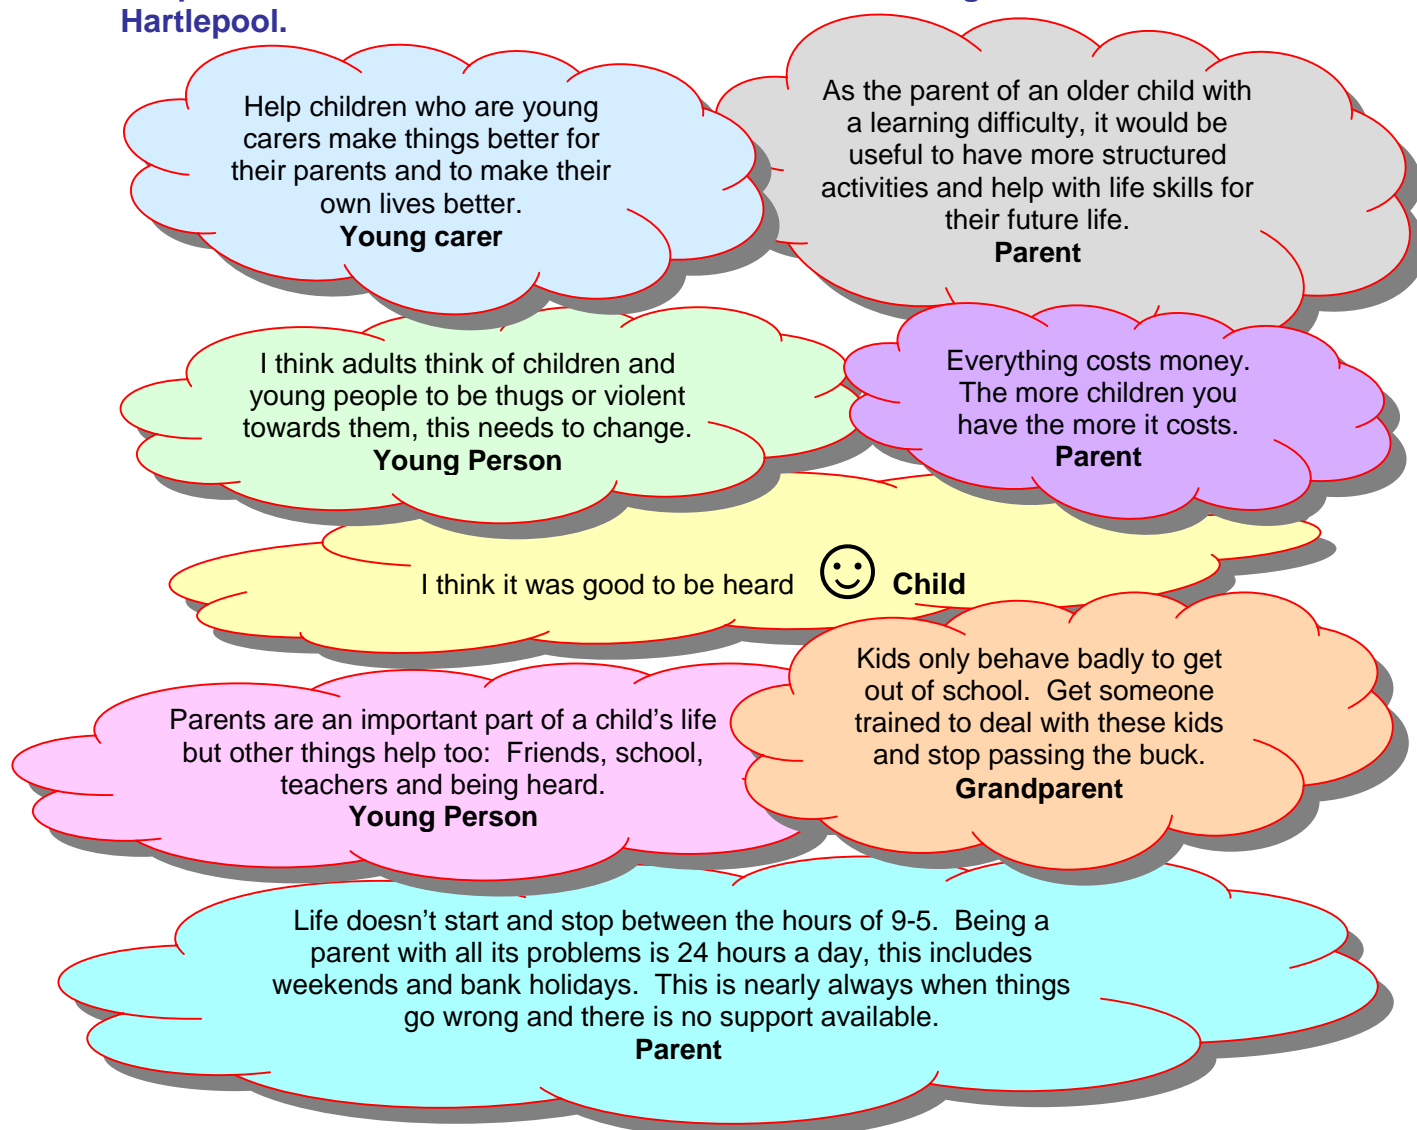 Hartlepool.
Help children who are young
carers make things better for
their parents and to make their
own lives better.
Young carer
As the parent of an older child with
a learning difficulty, it would be
useful to have more structured
activities and help with life skills for
their future life.
Parent
I think adults think of children and
young people to be thugs or violent
towards them, this needs to change.
Young Person
Everything costs money.
The more children you
have the more it costs.
Parent
I think it was good to be heard Child
Kids only behave badly to get
out of school. Get someone
trained to deal with these kids
and stop passing the buck.
Grandparent
Parents are an important part of a child’s life
but other things help too: Friends, school,
teachers and being heard.
Young Person
Life doesn’t start and stop between the hours of 9-5. Being a
parent with all its problems is 24 hours a day, this includes
weekends and bank holidays. This is nearly always when things
go wrong and there is no support available.
Parent